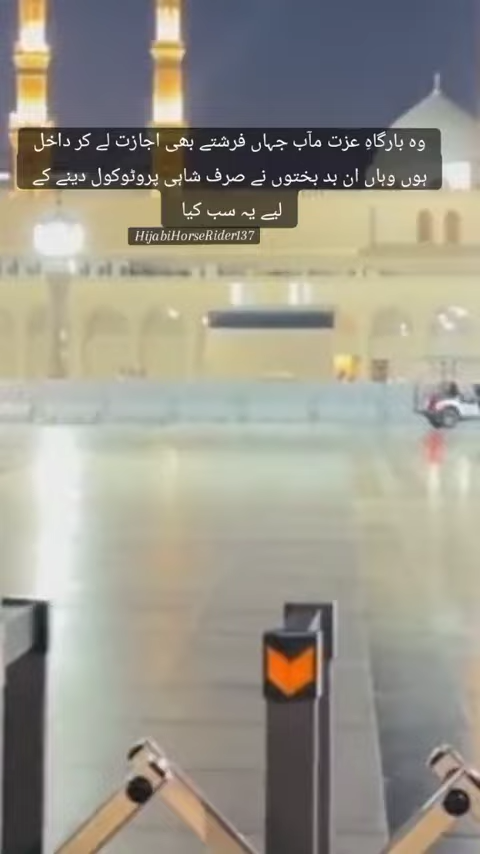 وہ بارگاہِ عزت مآب جہاں فرشتے بھی اجازت لے کر داخل
ہوں وہاں ان بد بختوں نے صرف شاہی پروٹوکول دینے کے
لیے یہ سب کیا
HijabiHorseRider137